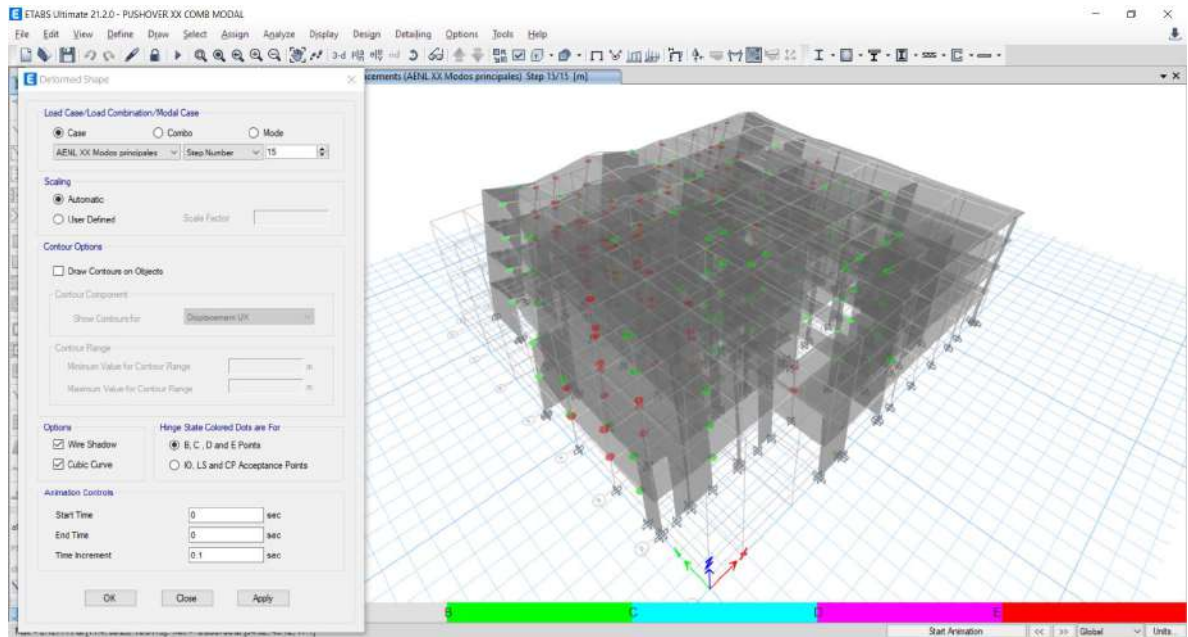 ETABS Ultimate 21.2.0 - PUSHOVER XX COMB MODAL
File Edit View Define Draw Select Assign Analyze Display Design Detailing Options Tools Help
3-d
Deformed Shape
cements (AENL XX Modos principales) Step 15/15 [m]
Load Case/Load Combination/Modal Case
Case Combo Mode
AENL XX Modos principales Step Number 15
Scaling
Automatic
User Defined Scale Factor
Contour Options
Draw Contours on Objects
Contour Component
Show Contours for Displacement UX
Contour Range
Minimum Value for Contour Range m
Maximum Value for Contour Range m
Options Hinge State Colored Dots are For
Wire Shadow B, C , D and E Points
Cubic Curve IO, LS and CP Acceptance Points
Animation Controls
Start Time 0 sec
End Time 0 sec
Time Increment 0.1 sec
OK Close Apply
B C D E
Start Animation << >> Global Units...